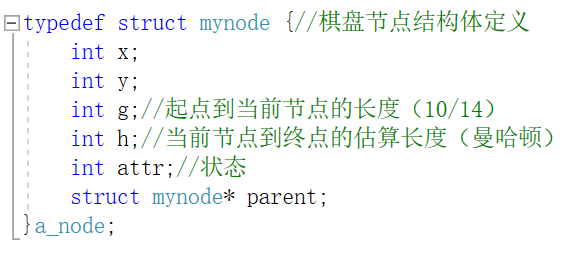 typedef struct mynode {//棋盘节点结构体定义
int x;
int y;
int g;//起点到当前节点的长度（10/14）
int h;//当前节点到终点的估算长度（曼哈顿）
int attr;//状态
struct mynode* parent;
}a_node;